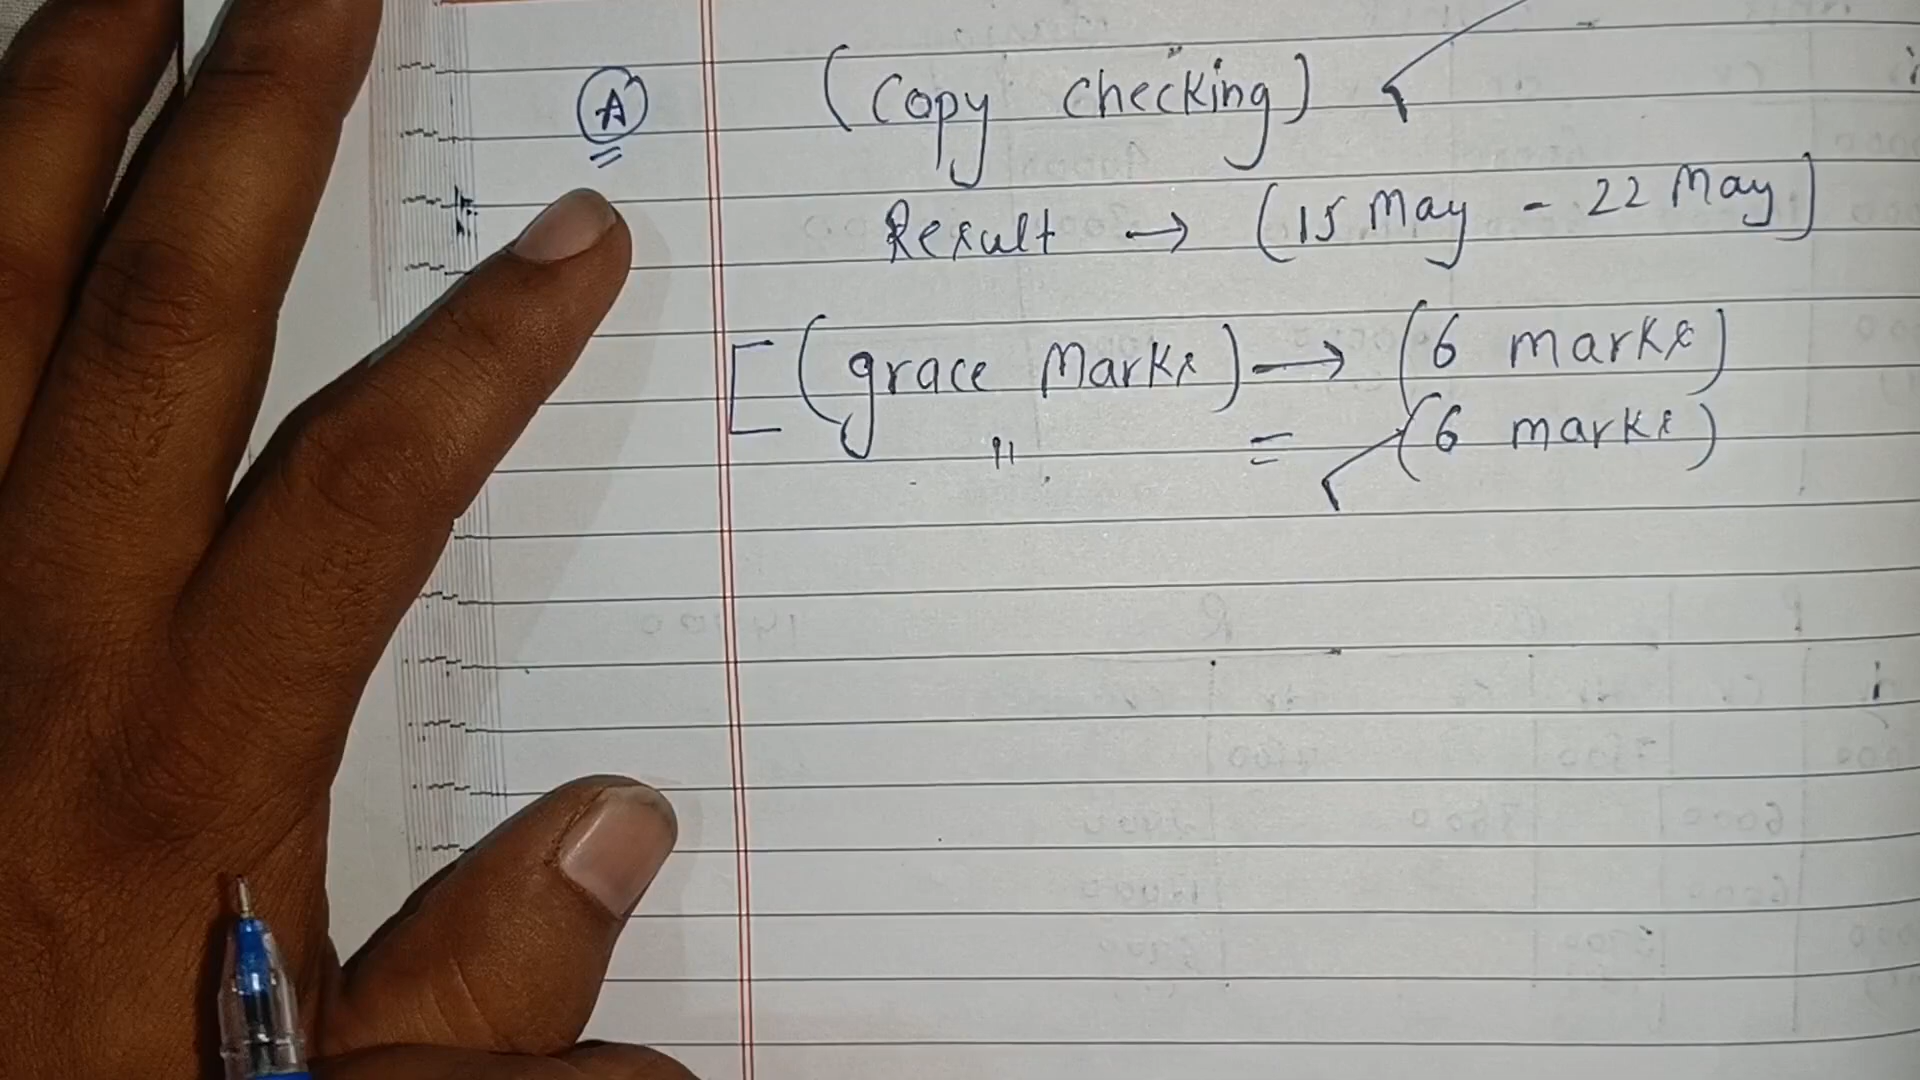 A (Copy checking)
Result → (15 May - 22 May)
[(grace Marks) → (6 marks)
" = (6 marks)